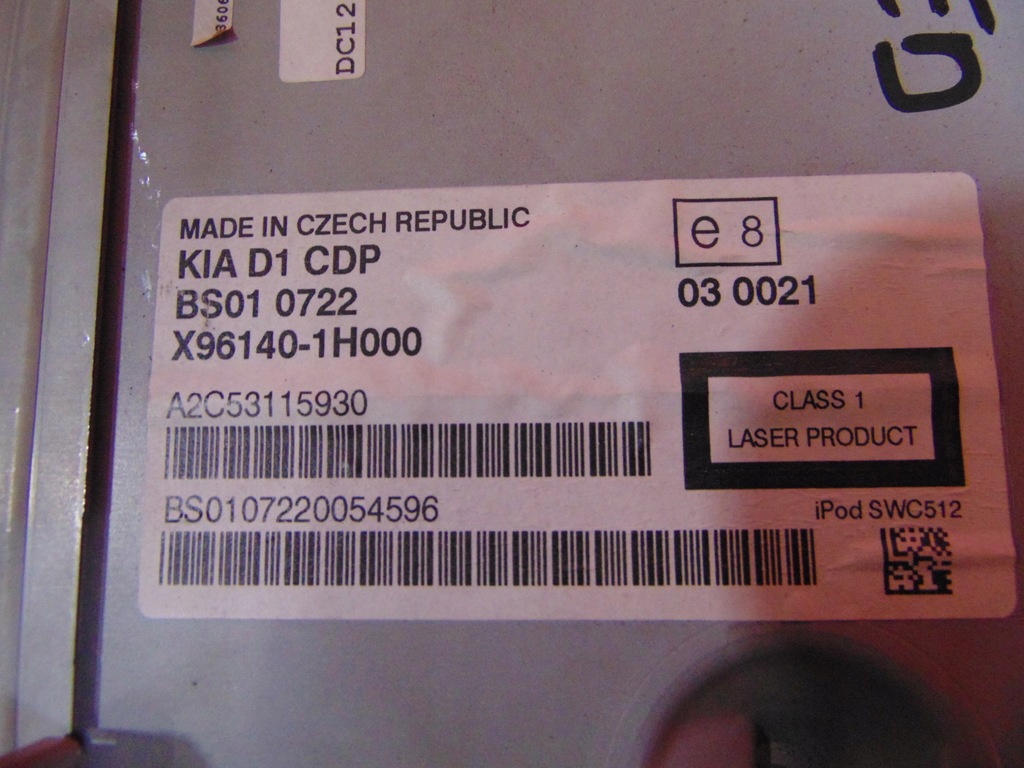 3606
DC12
MADE IN CZECH REPUBLIC
KIA D1 CDP
BS01 0722
X96140-1H000
e 8
03 0021
A2C53115930
CLASS 1
LASER PRODUCT
BS0107220054596
iPod SWC512